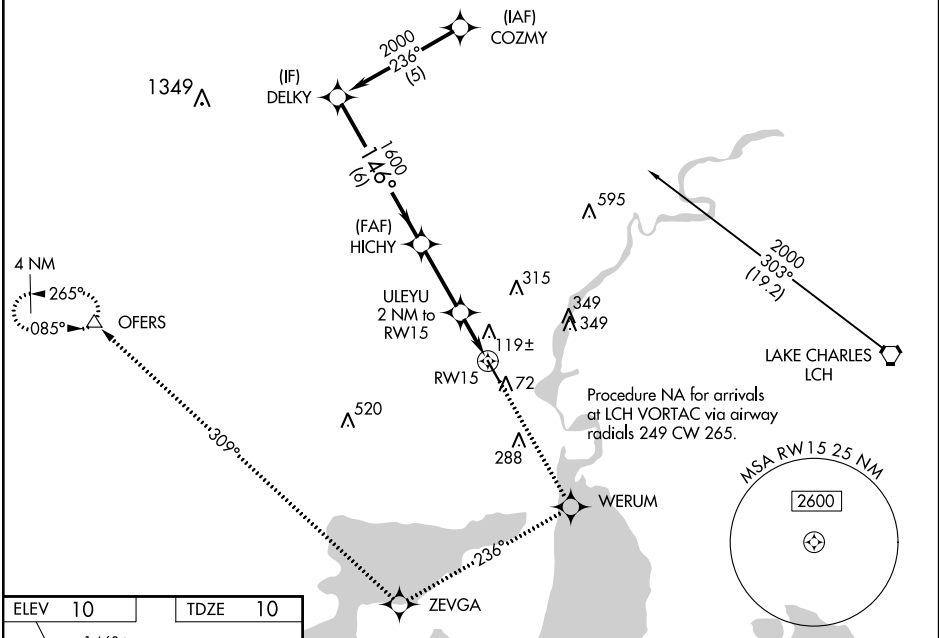 (IAF)
COZMY
2000
236°
(5)
(IF)
DELKY
1349
1600
146°
(6)
595
(FAF)
HICHY
2000
303°
(19.2)
4 NM
265°
085°
OFERS
315
ULEYU
2 NM to
RW15
349
349
119±
LAKE CHARLES
LCH
RW15
72
Procedure NA for arrivals
at LCH VORTAC via airway
radials 249 CW 265.
520
309°
288
MSA RW15 25 NM
2600
WERUM
236°
ZEVGA
ELEV 10
TDZE 10